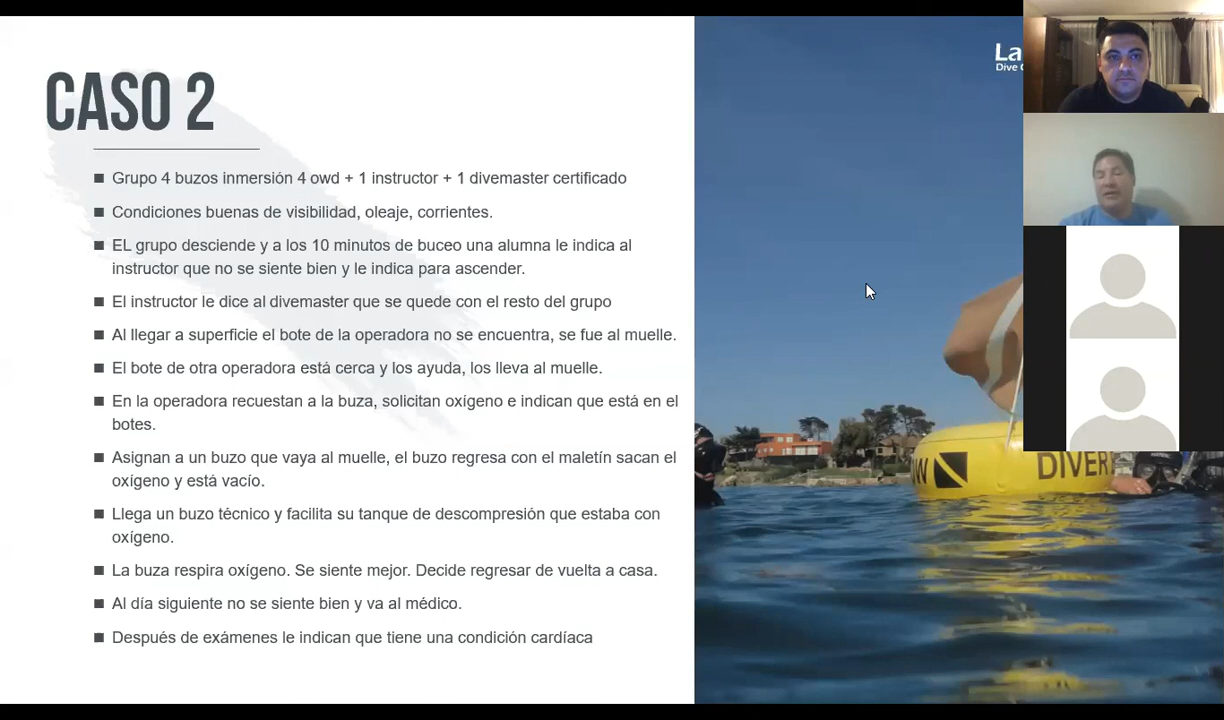 CASO 2
Grupo 4 buzos inmersión 4 owd + 1 instructor + 1 divemaster certificado
Condiciones buenas de visibilidad, oleaje, corrientes.
EL grupo desciende y a los 10 minutos de buceo una alumna le indica al
instructor que no se siente bien y le indica para ascender.
El instructor le dice al divemaster que se quede con el resto del grupo
Al llegar a superficie el bote de la operadora no se encuentra, se fue al muelle.
El bote de otra operadora está cerca y los ayuda, los lleva al muelle.
En la operadora recuestan a la buza, solicitan oxígeno e indican que está en el
botes.
Asignan a un buzo que vaya al muelle, el buzo regresa con el maletín sacan el
oxígeno y está vacío.
Llega un buzo técnico y facilita su tanque de descompresión que estaba con
oxígeno.
La buza respira oxígeno. Se siente mejor. Decide regresar de vuelta a casa.
Al día siguiente no se siente bien y va al médico.
Después de exámenes le indican que tiene una condición cardíaca
La
Dive
W
DIVER